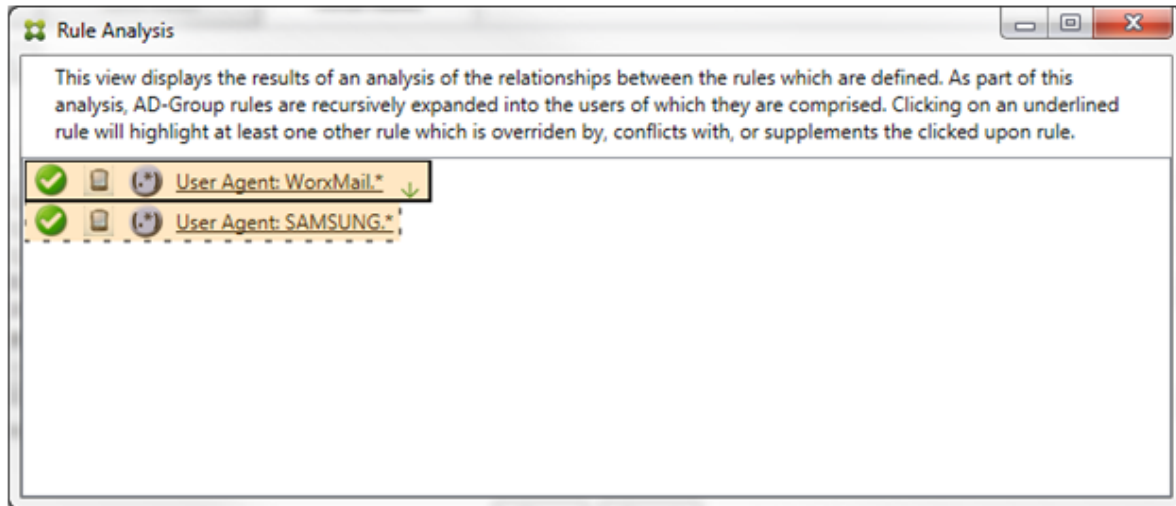 Rule Analysis
This view displays the results of an analysis of the relationships between the rules which are defined. As part of this
analysis, AD-Group rules are recursively expanded into the users of which they are comprised. Clicking on an underlined
rule will highlight at least one other rule which is overriden by, conflicts with, or supplements the clicked upon rule.
(.*) User Agent: WorxMail.*
(.*) User Agent: SAMSUNG.*